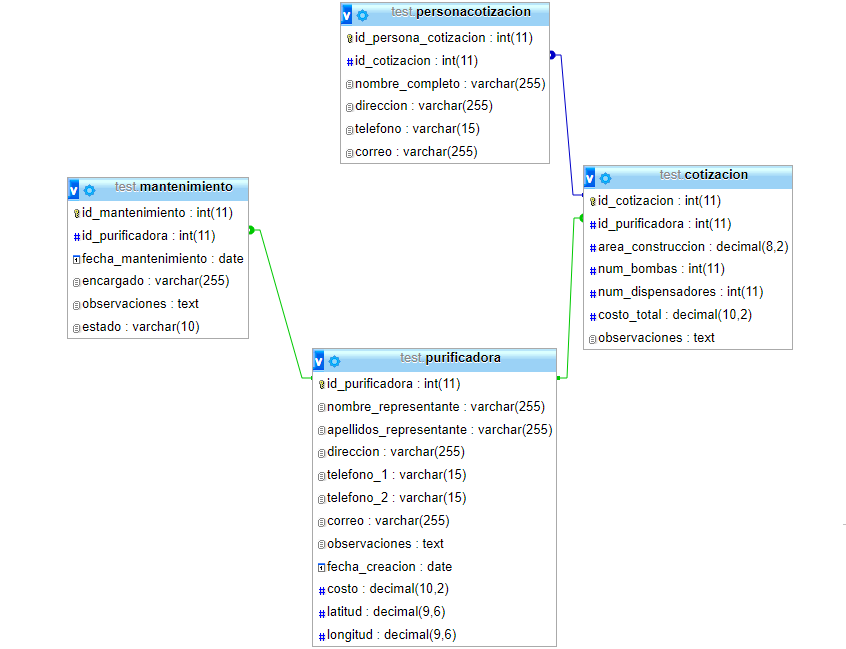 test.personacotizacion
id_persona_cotizacion : int(11)
id_cotizacion : int(11)
nombre_completo : varchar(255)
direccion : varchar(255)
telefono : varchar(15)
correo : varchar(255)
test.mantenimiento
id_mantenimiento : int(11)
id_purificadora : int(11)
fecha_mantenimiento : date
encargado : varchar(255)
observaciones : text
estado : varchar(10)
test.cotizacion
id_cotizacion : int(11)
id_purificadora : int(11)
area_construccion : decimal(8,2)
num_bombas : int(11)
num_dispensadores : int(11)
costo_total : decimal(10,2)
observaciones : text
test.purificadora
id_purificadora : int(11)
nombre_representante : varchar(255)
apellidos_representante : varchar(255)
direccion : varchar(255)
telefono_1 : varchar(15)
telefono_2 : varchar(15)
correo : varchar(255)
observaciones : text
fecha_creacion : date
costo : decimal(10,2)
latitud : decimal(9,6)
longitud : decimal(9,6)